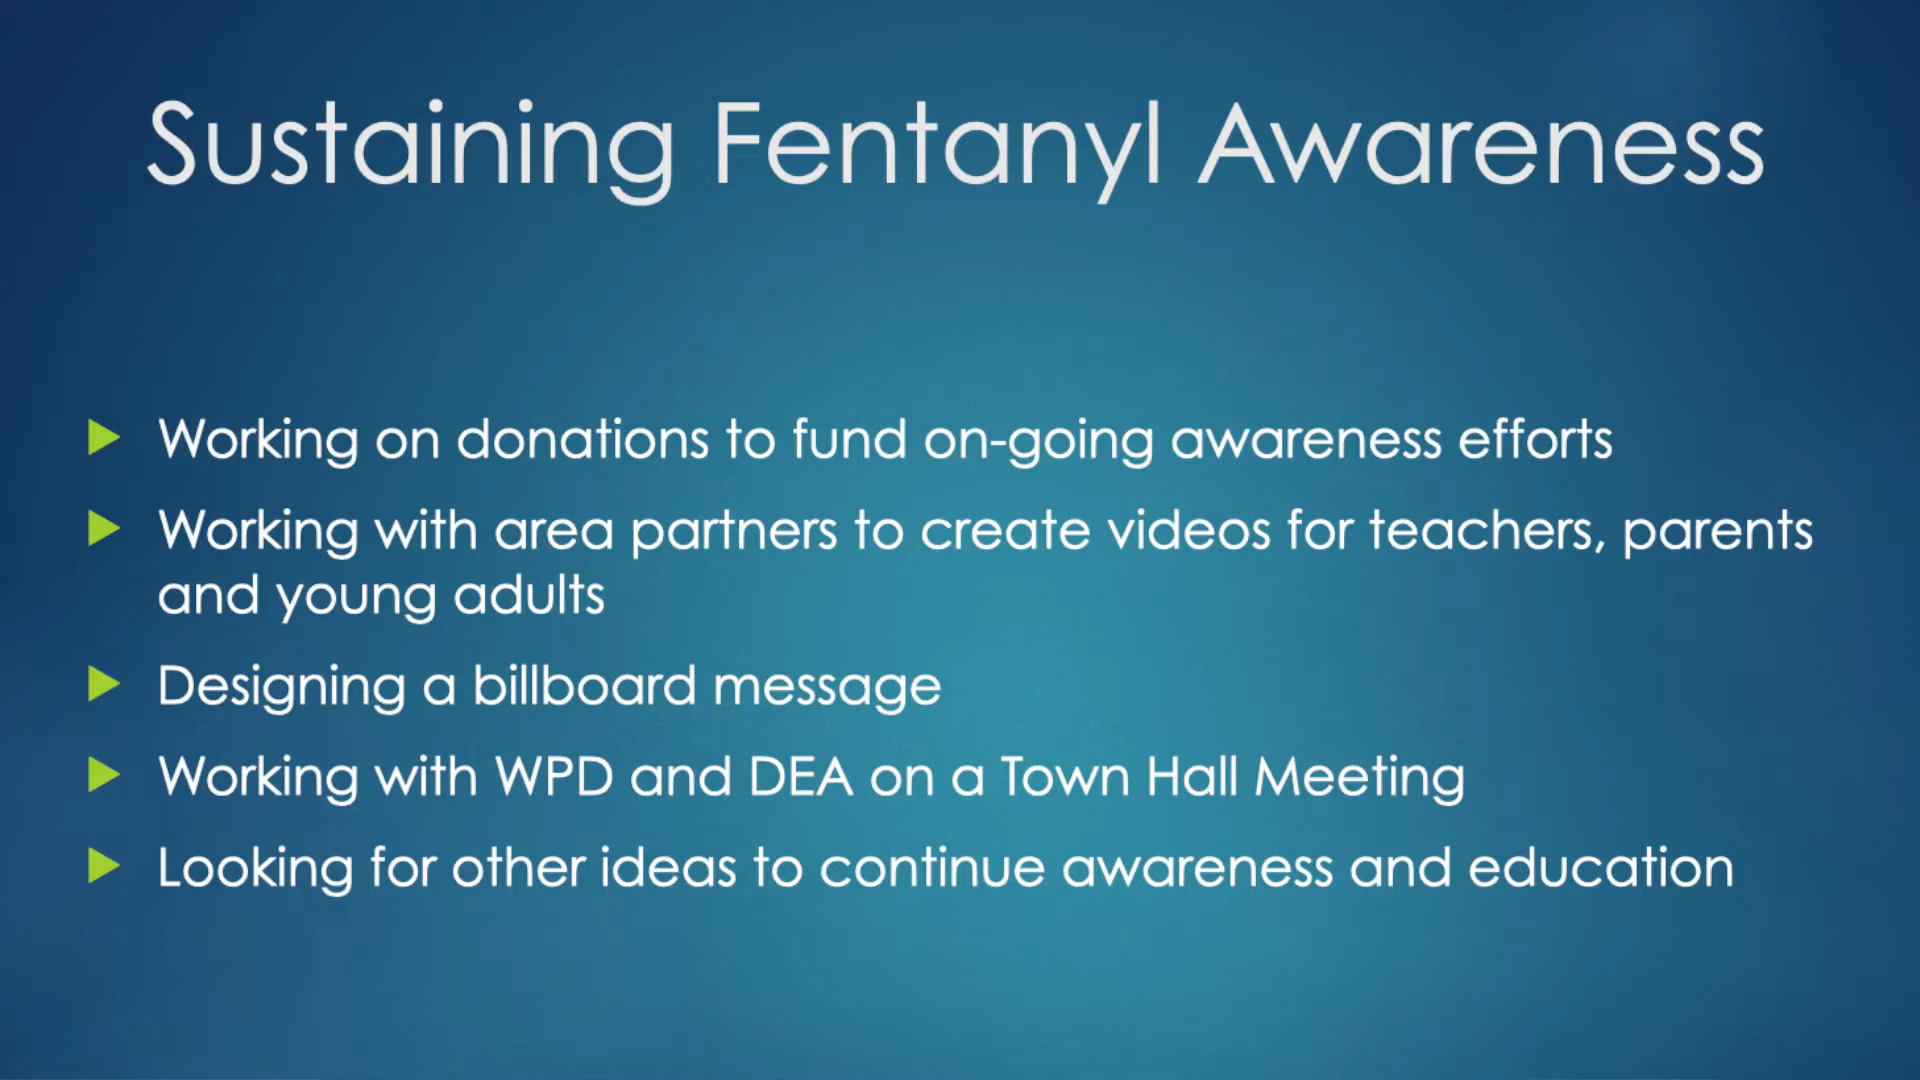 Sustaining Fentanyl Awareness
Working on donations to fund on-going awareness efforts
Working with area partners to create videos for teachers, parents
and young adults
Designing a billboard message
Working with WPD and DEA on a Town Hall Meeting
Looking for other ideas to continue awareness and education